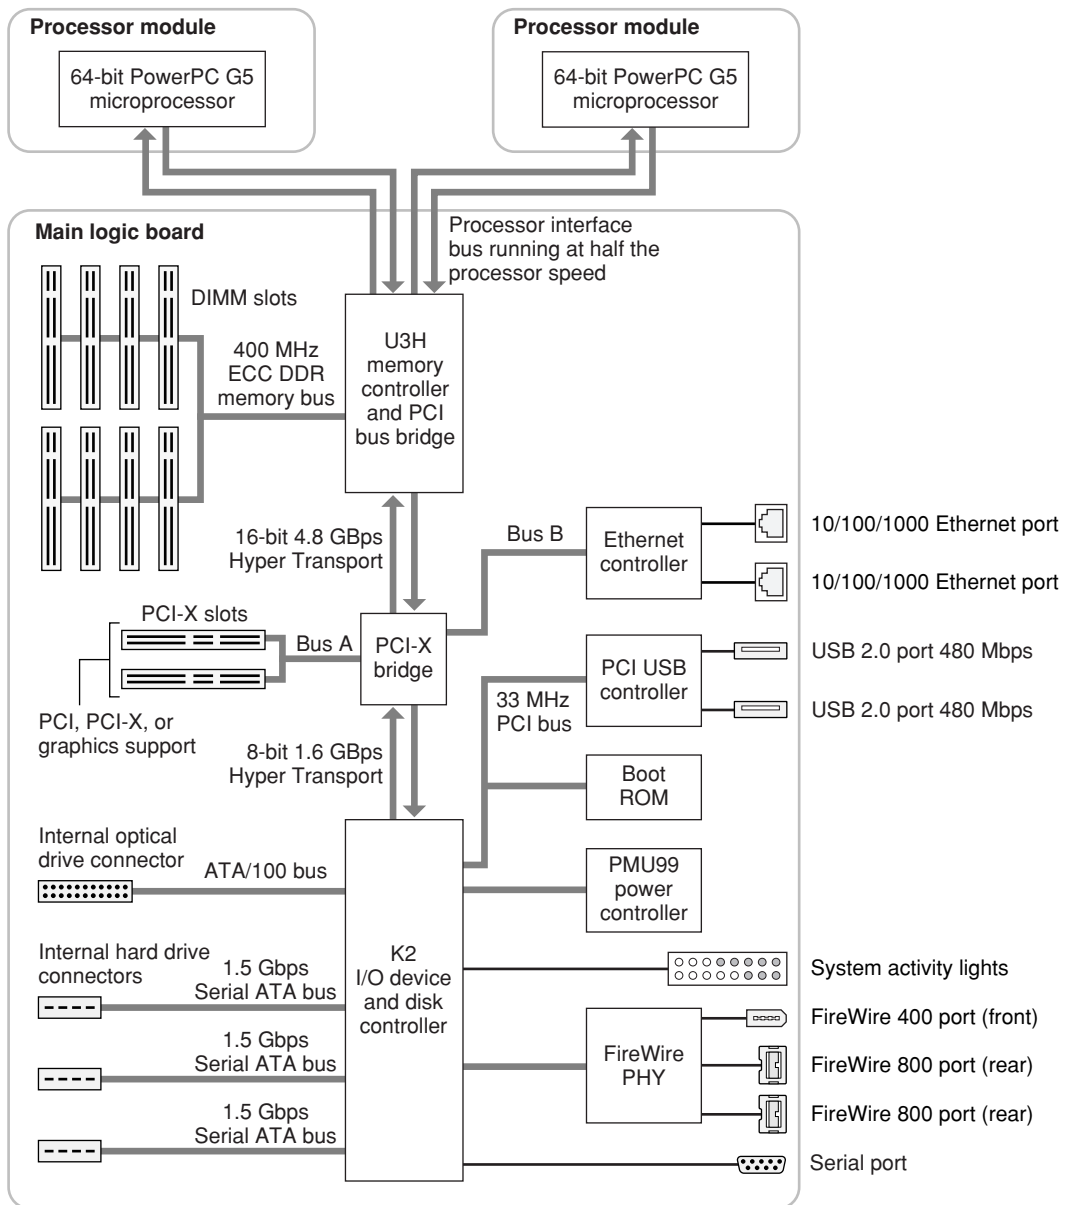 Processor module
64-bit PowerPC G5
microprocessor
Processor module
64-bit PowerPC G5
microprocessor
Main logic board
Processor interface
bus running at half the
processor speed
DIMM slots
400 MHz
ECC DDR
memory bus
U3H
memory
controller
and PCI
bus bridge
16-bit 4.8 GBps
Hyper Transport
Bus B
Ethernet
controller
10/100/1000 Ethernet port
10/100/1000 Ethernet port
PCI-X slots
Bus A
PCI-X
bridge
PCI, PCI-X, or
graphics support
PCI USB
controller
USB 2.0 port 480 Mbps
USB 2.0 port 480 Mbps
33 MHz
PCI bus
8-bit 1.6 GBps
Hyper Transport
Boot
ROM
Internal optical
drive connector
ATA/100 bus
PMU99
power
controller
Internal hard drive
connectors
1.5 Gbps
Serial ATA bus
K2
I/O device
and disk
controller
System activity lights
FireWire
PHY
FireWire 400 port (front)
FireWire 800 port (rear)
FireWire 800 port (rear)
1.5 Gbps
Serial ATA bus
1.5 Gbps
Serial ATA bus
Serial port